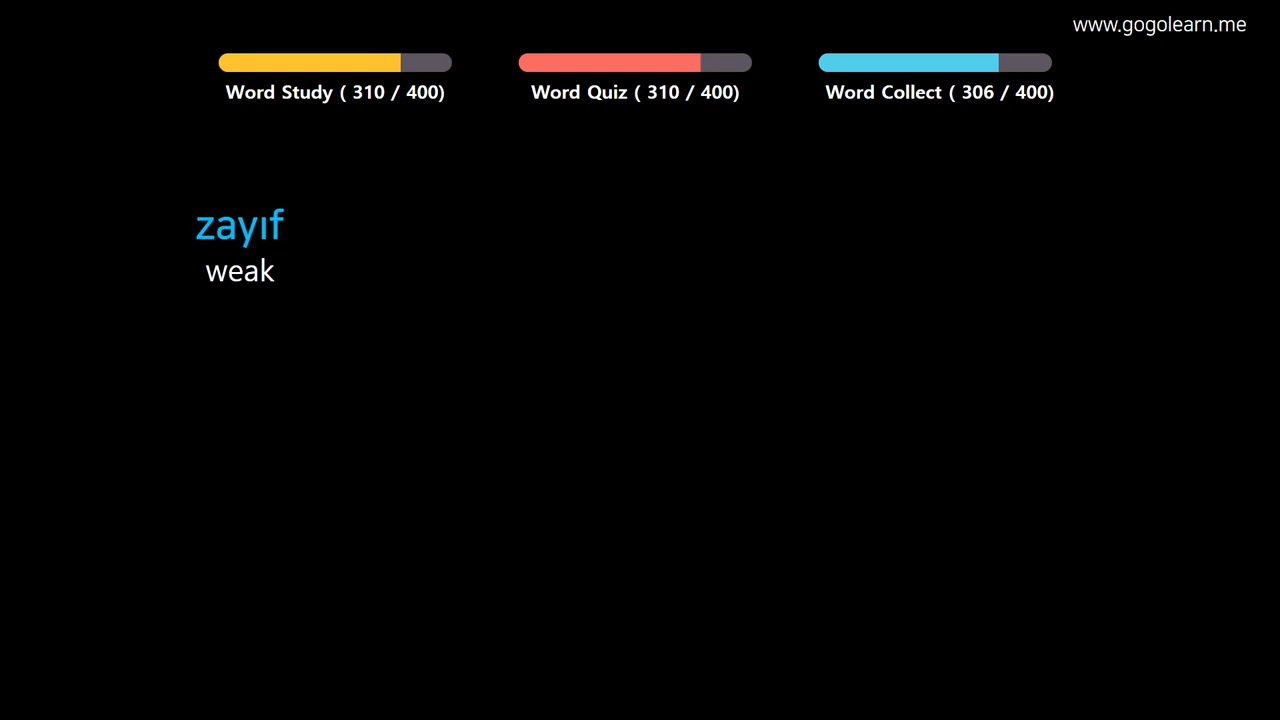 www.gogolearn.me
Word Study ( 310 / 400)
Word Quiz ( 310 / 400)
Word Collect ( 306 / 400)
zayıf
weak